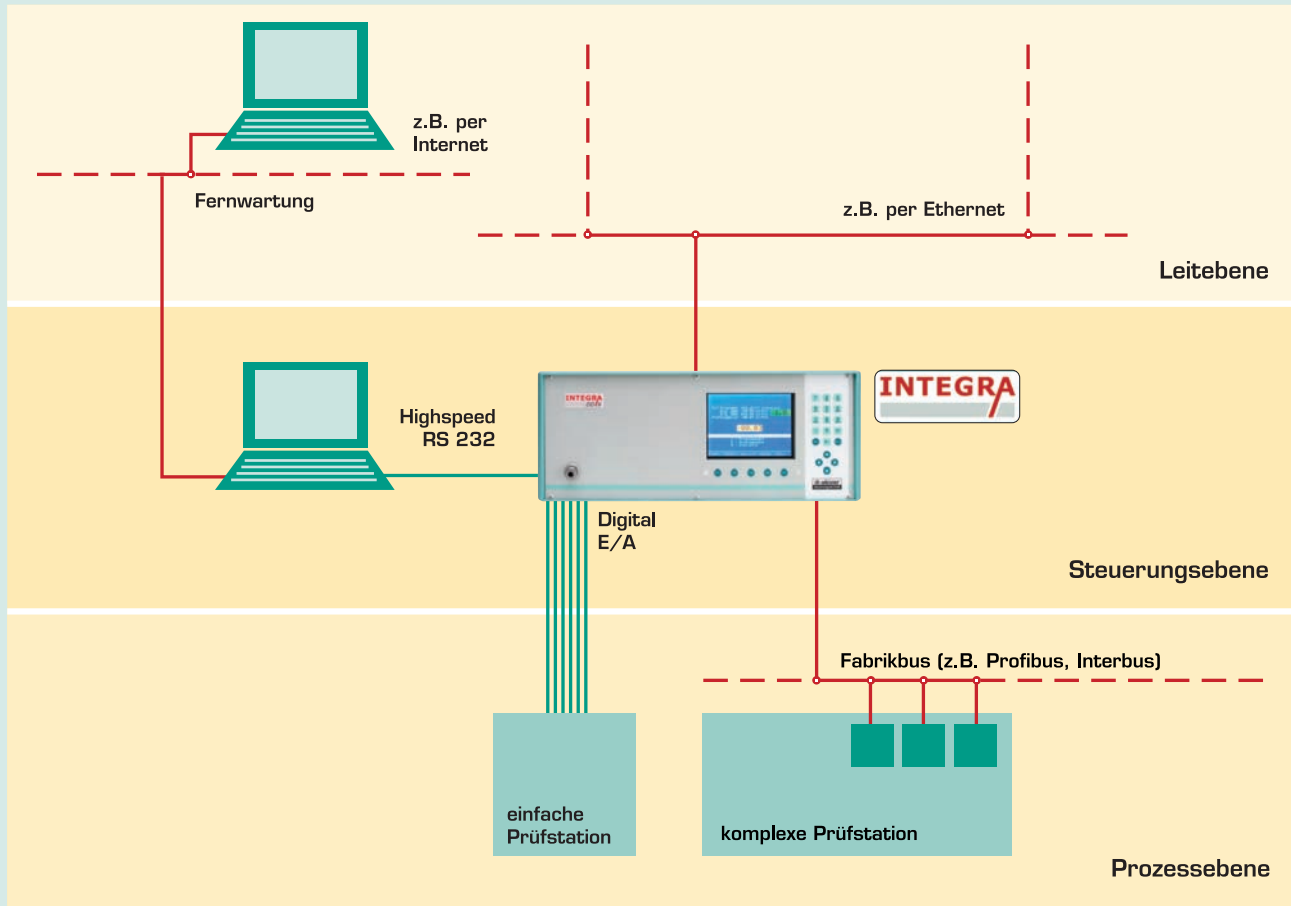 z.B. per
Internet
Fernwartung
z.B. per Ethernet
Leitebene
Highspeed
RS 232
INTEGRA
INTEGRA
Digital
E/A
Steuerungsebene
Fabrikbus (z.B. Profibus, Interbus)
einfache
Prüfstation
komplexe Prüfstation
Prozessebene